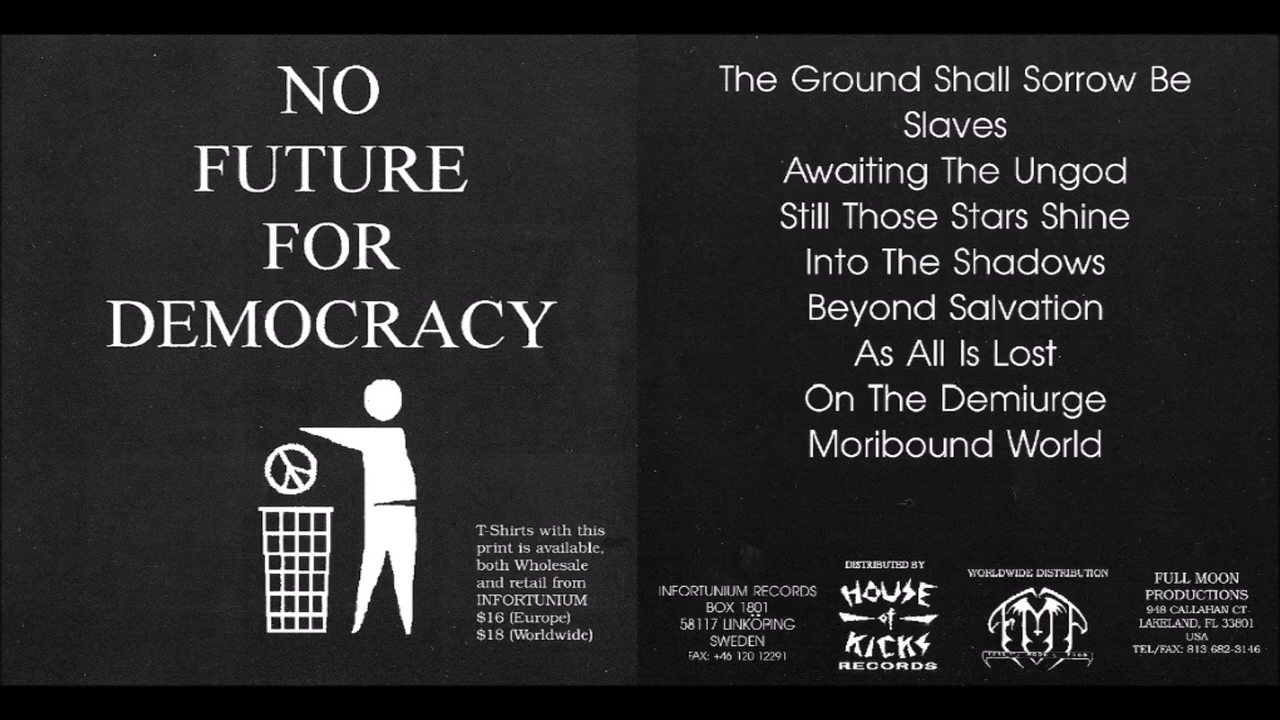 NO
FUTURE
FOR
DEMOCRACY
T-Shirts with this
print is available,
both Wholesale
and retail from
INFORTUNIUM
$16 (Europe)
$18 (Worldwide)
The Ground Shall Sorrow Be
Slaves
Awaiting The Ungod
Still Those Stars Shine
Into The Shadows
Beyond Salvation
As All Is Lost
On The Demiurge
Moribound World
INFORTUNIUM RECORDS
BOX 1801
58117 LINKÖPING
SWEDEN
FAX: +46 120 12291
DISTRIBUTED BY
HOUSE
of
KICKS
RECORDS
WORLDWIDE DISTRIBUTION
FMP
FULL MOON
PRODUCTIONS
948 CALLAHAN CT.
LAKELAND, FL 33801
USA
TEL/FAX: 813 682-3146